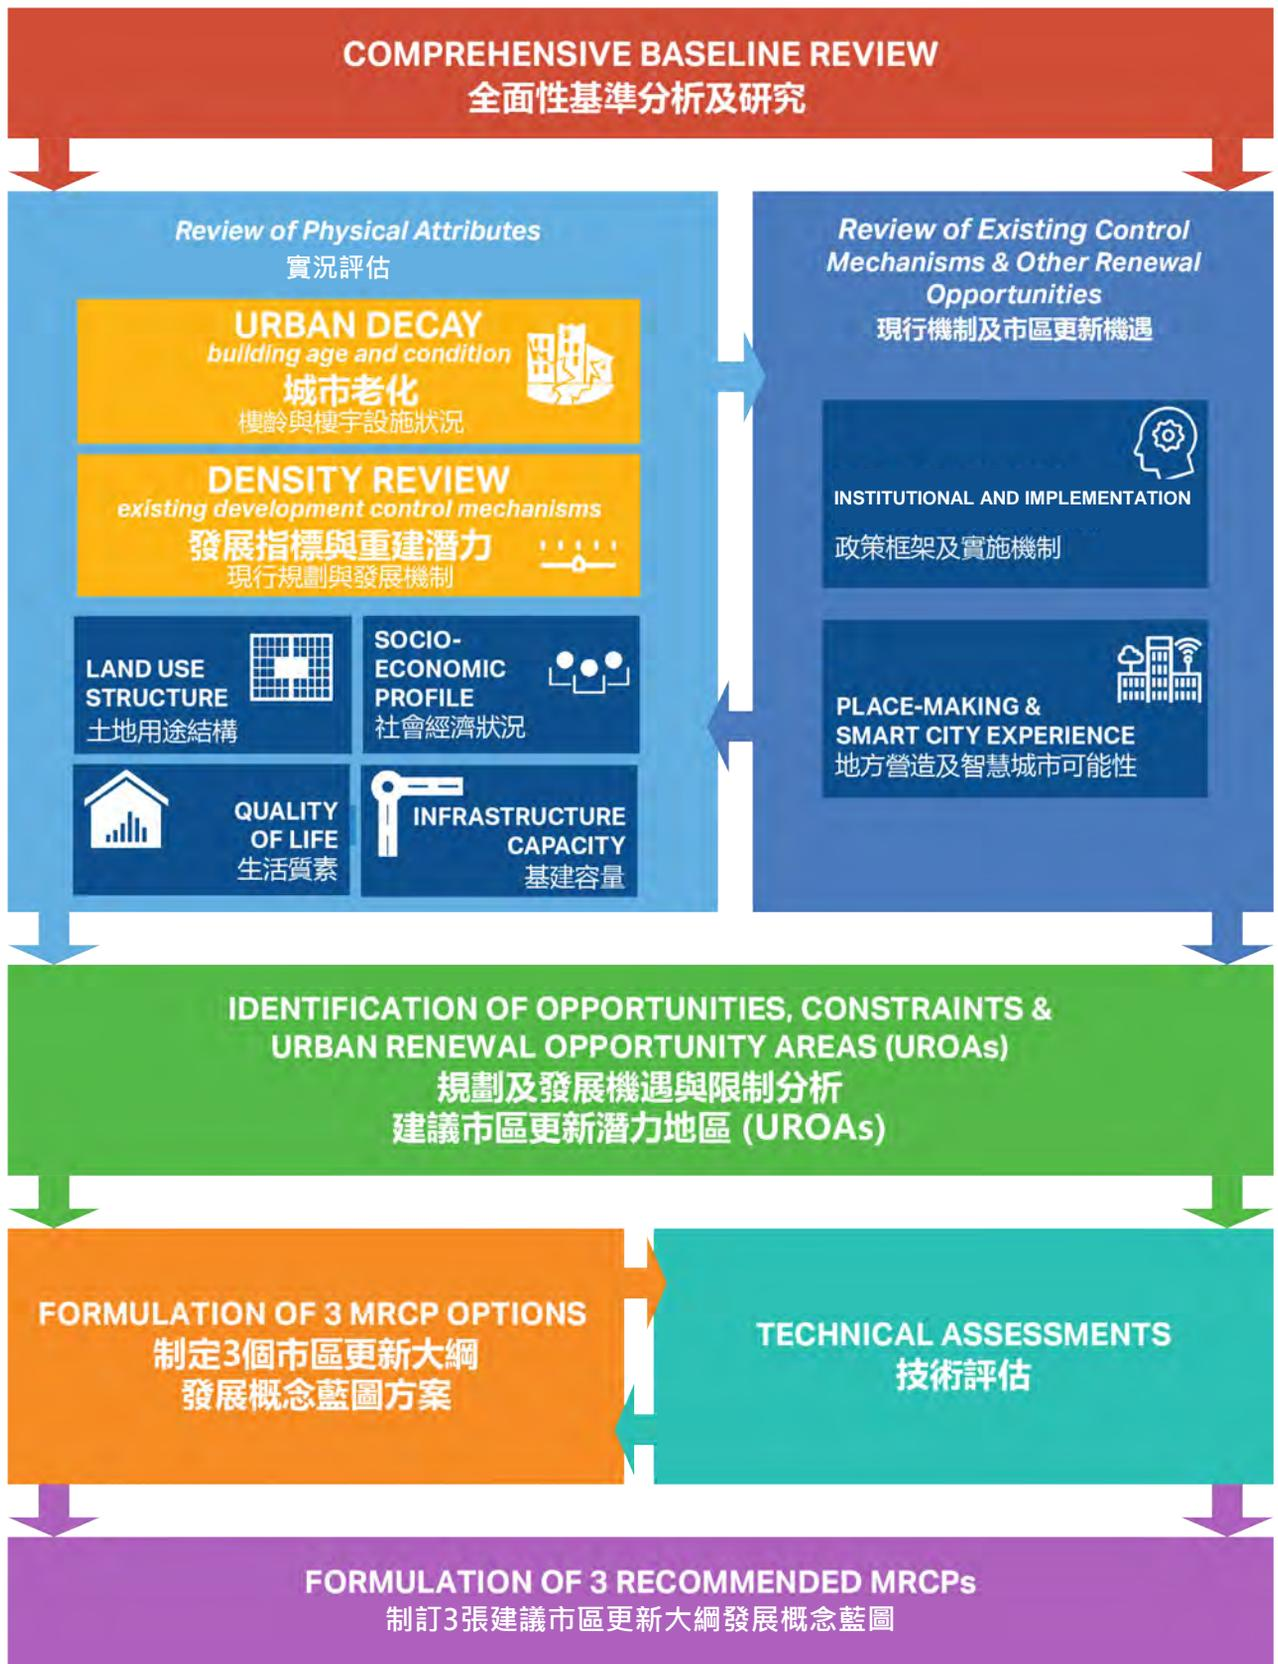 COMPREHENSIVE BASELINE REVIEW
全面性基準分析及研究
Review of Physical Attributes
實況評估
URBAN DECAY
building age and condition
城市老化
樓齡與樓宇設施狀況
DENSITY REVIEW
existing development control mechanisms
發展指標與重建潛力
現行規劃與發展機制
LAND USE
STRUCTURE
土地用途結構
SOCIO-
ECONOMIC
PROFILE
社會經濟狀況
QUALITY
OF LIFE
生活質素
INFRASTRUCTURE
CAPACITY
基建容量
Review of Existing Control
Mechanisms & Other Renewal
Opportunities
現行機制及市區更新機遇
INSTITUTIONAL AND IMPLEMENTATION
政策框架及實施機制
PLACE-MAKING &
SMART CITY EXPERIENCE
地方營造及智慧城市可能性
IDENTIFICATION OF OPPORTUNITIES, CONSTRAINTS &
URBAN RENEWAL OPPORTUNITY AREAS (UROAs)
規劃及發展機遇與限制分析
建議市區更新潛力地區 (UROAs)
FORMULATION OF 3 MRCP OPTIONS
制定3個市區更新大綱
發展概念藍圖方案
TECHNICAL ASSESSMENTS
技術評估
FORMULATION OF 3 RECOMMENDED MRCPs
制訂3張建議市區更新大綱發展概念藍圖